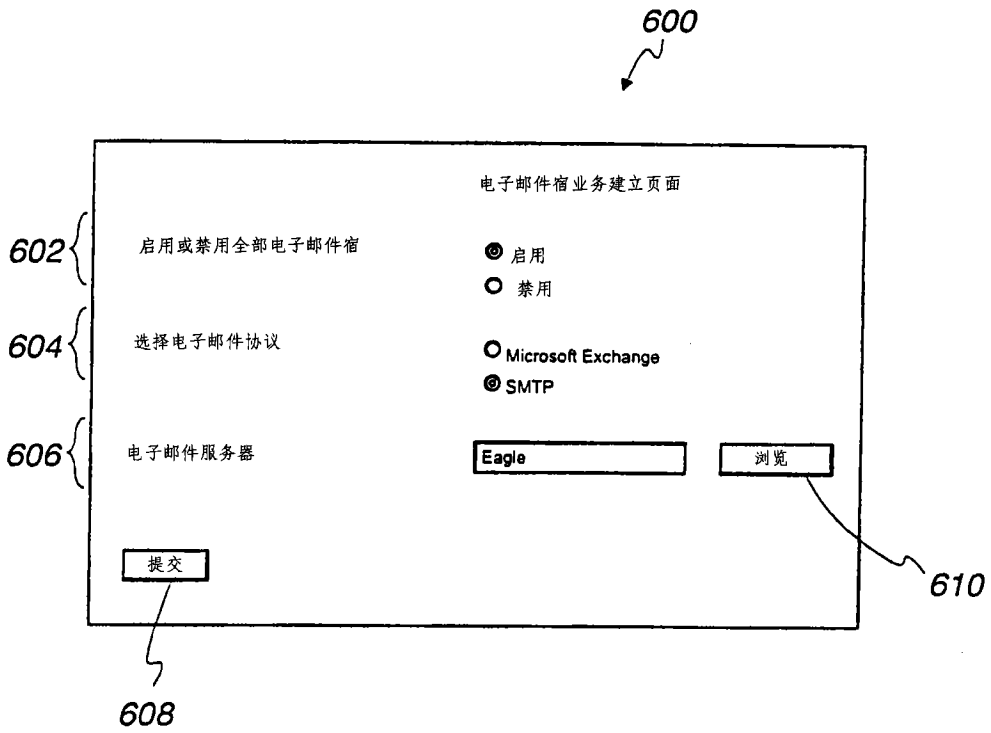 600
电子邮件宿业务建立页面
602
启用或禁用全部电子邮件宿
启用
禁用
604
选择电子邮件协议
Microsoft Exchange
SMTP
606
电子邮件服务器
Eagle
浏览
提交
610
608